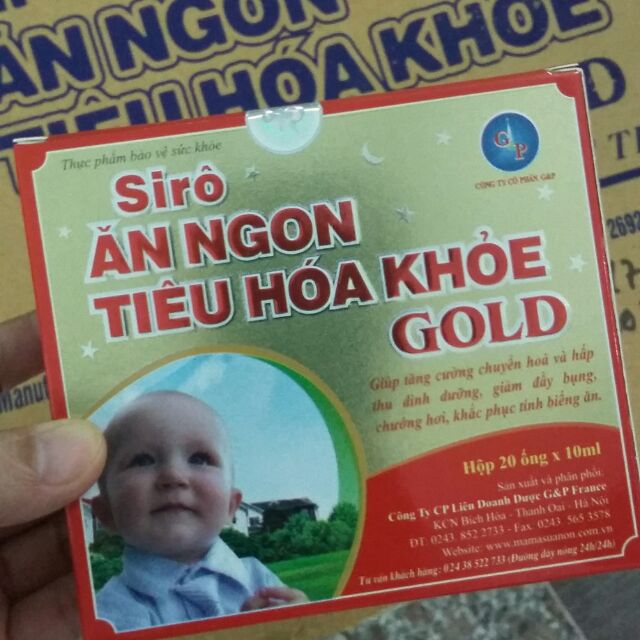 ĂN NGON
TIÊU HÓA KHỎE
Thực phẩm bảo vệ sức khỏe
G&P
CÔNG TY CỔ PHẦN G&P
Sirô
ĂN NGON
TIÊU HÓA KHỎE
GOLD
Giúp tăng cường chuyển hoá và hấp
thu dinh dưỡng, giảm đầy bụng,
chướng hơi, khắc phục tình biếng ăn.
Hộp 20 ống x 10ml
Sản xuất và phân phối:
Công Ty CP Liên Doanh Dược G&P France
KCN Bích Hòa - Thanh Oai - Hà Nội
ĐT: 0243 852 2733 - Fax: 0243 565 3578
Website: www.mamasuanon.com.vn
Tư vấn khách hàng: 024 38 522 733 (Đường dây nóng 24h/24h)